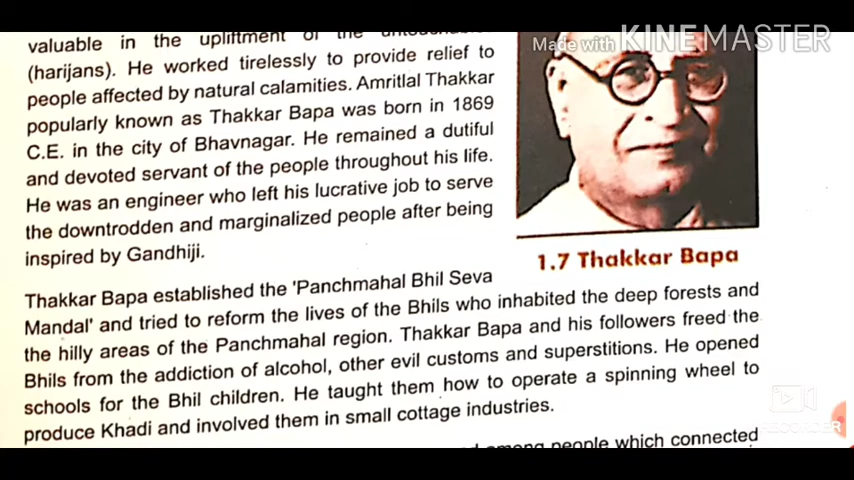 Made with KINEMASTER
valuable in the upliftment of the untouchable
(harijans). He worked tirelessly to provide relief to
people affected by natural calamities. Amritlal Thakkar
popularly known as Thakkar Bapa was born in 1869
C.E. in the city of Bhavnagar. He remained a dutiful
and devoted servant of the people throughout his life.
He was an engineer who left his lucrative job to serve
the downtrodden and marginalized people after being
inspired by Gandhiji.
1.7 Thakkar Bapa
Thakkar Bapa established the 'Panchmahal Bhil Seva
Mandal' and tried to reform the lives of the Bhils who inhabited the deep forests and
the hilly areas of the Panchmahal region. Thakkar Bapa and his followers freed the
Bhils from the addiction of alcohol, other evil customs and superstitions. He opened
schools for the Bhil children. He taught them how to operate a spinning wheel to
produce Khadi and involved them in small cottage industries.
among people which connected
RECORDER